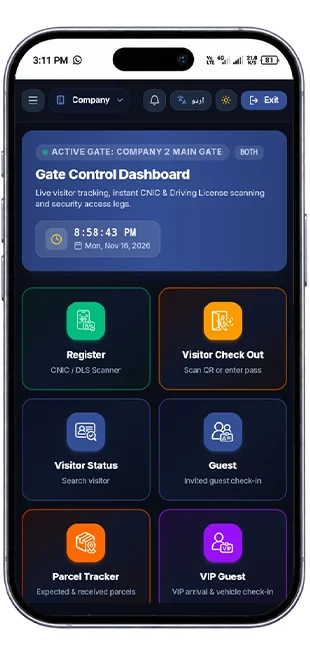 3:11 PM
4G
81
Company
اردو
Exit
ACTIVE GATE: COMPANY 2 MAIN GATE
BOTH
Gate Control Dashboard
Live visitor tracking, instant CNIC & Driving License scanning
and security access logs.
8:58:43 PM
Mon, Nov 16, 2026
Register
CNIC / DLS Scanner
Visitor Check Out
Scan QR or enter pass
Visitor Status
Search visitor
Guest
Invited guest check-in
Parcel Tracker
Expected & received parcels
VIP
VIP Guest
VIP arrival & vehicle check-in